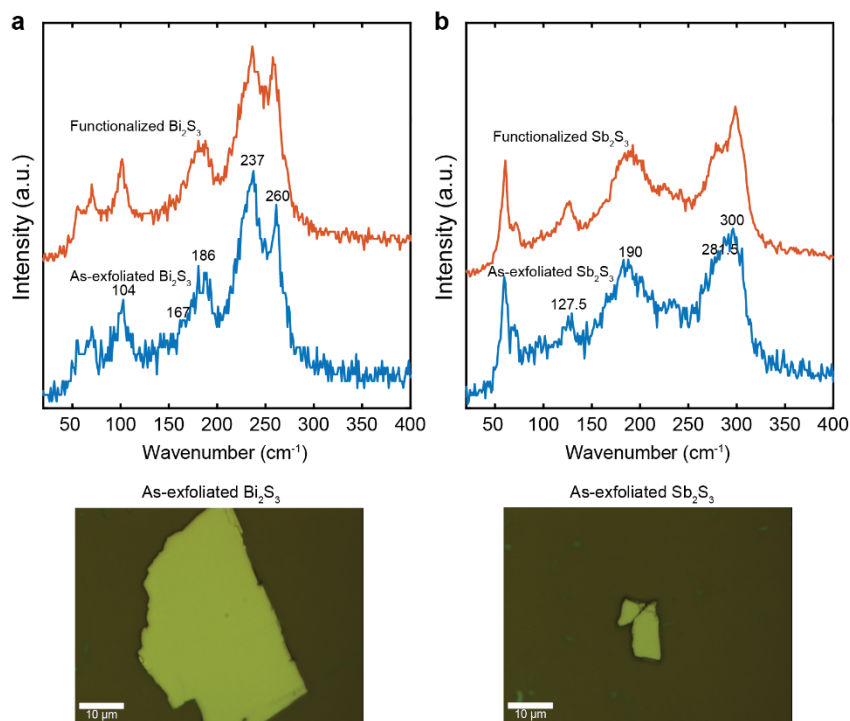 a
Intensity (a.u.)
Functionalized Bi₂S₃
237
260
As-exfoliated Bi₂S₃
186
104
167
50 100 150 200 250 300 350 400
Wavenumber (cm⁻¹)
b
Intensity (a.u.)
Functionalized Sb₂S₃
300
As-exfoliated Sb₂S₃
190
281.5
127.5
50 100 150 200 250 300 350 400
Wavenumber (cm⁻¹)
As-exfoliated Bi₂S₃
10 µm
As-exfoliated Sb₂S₃
10 µm